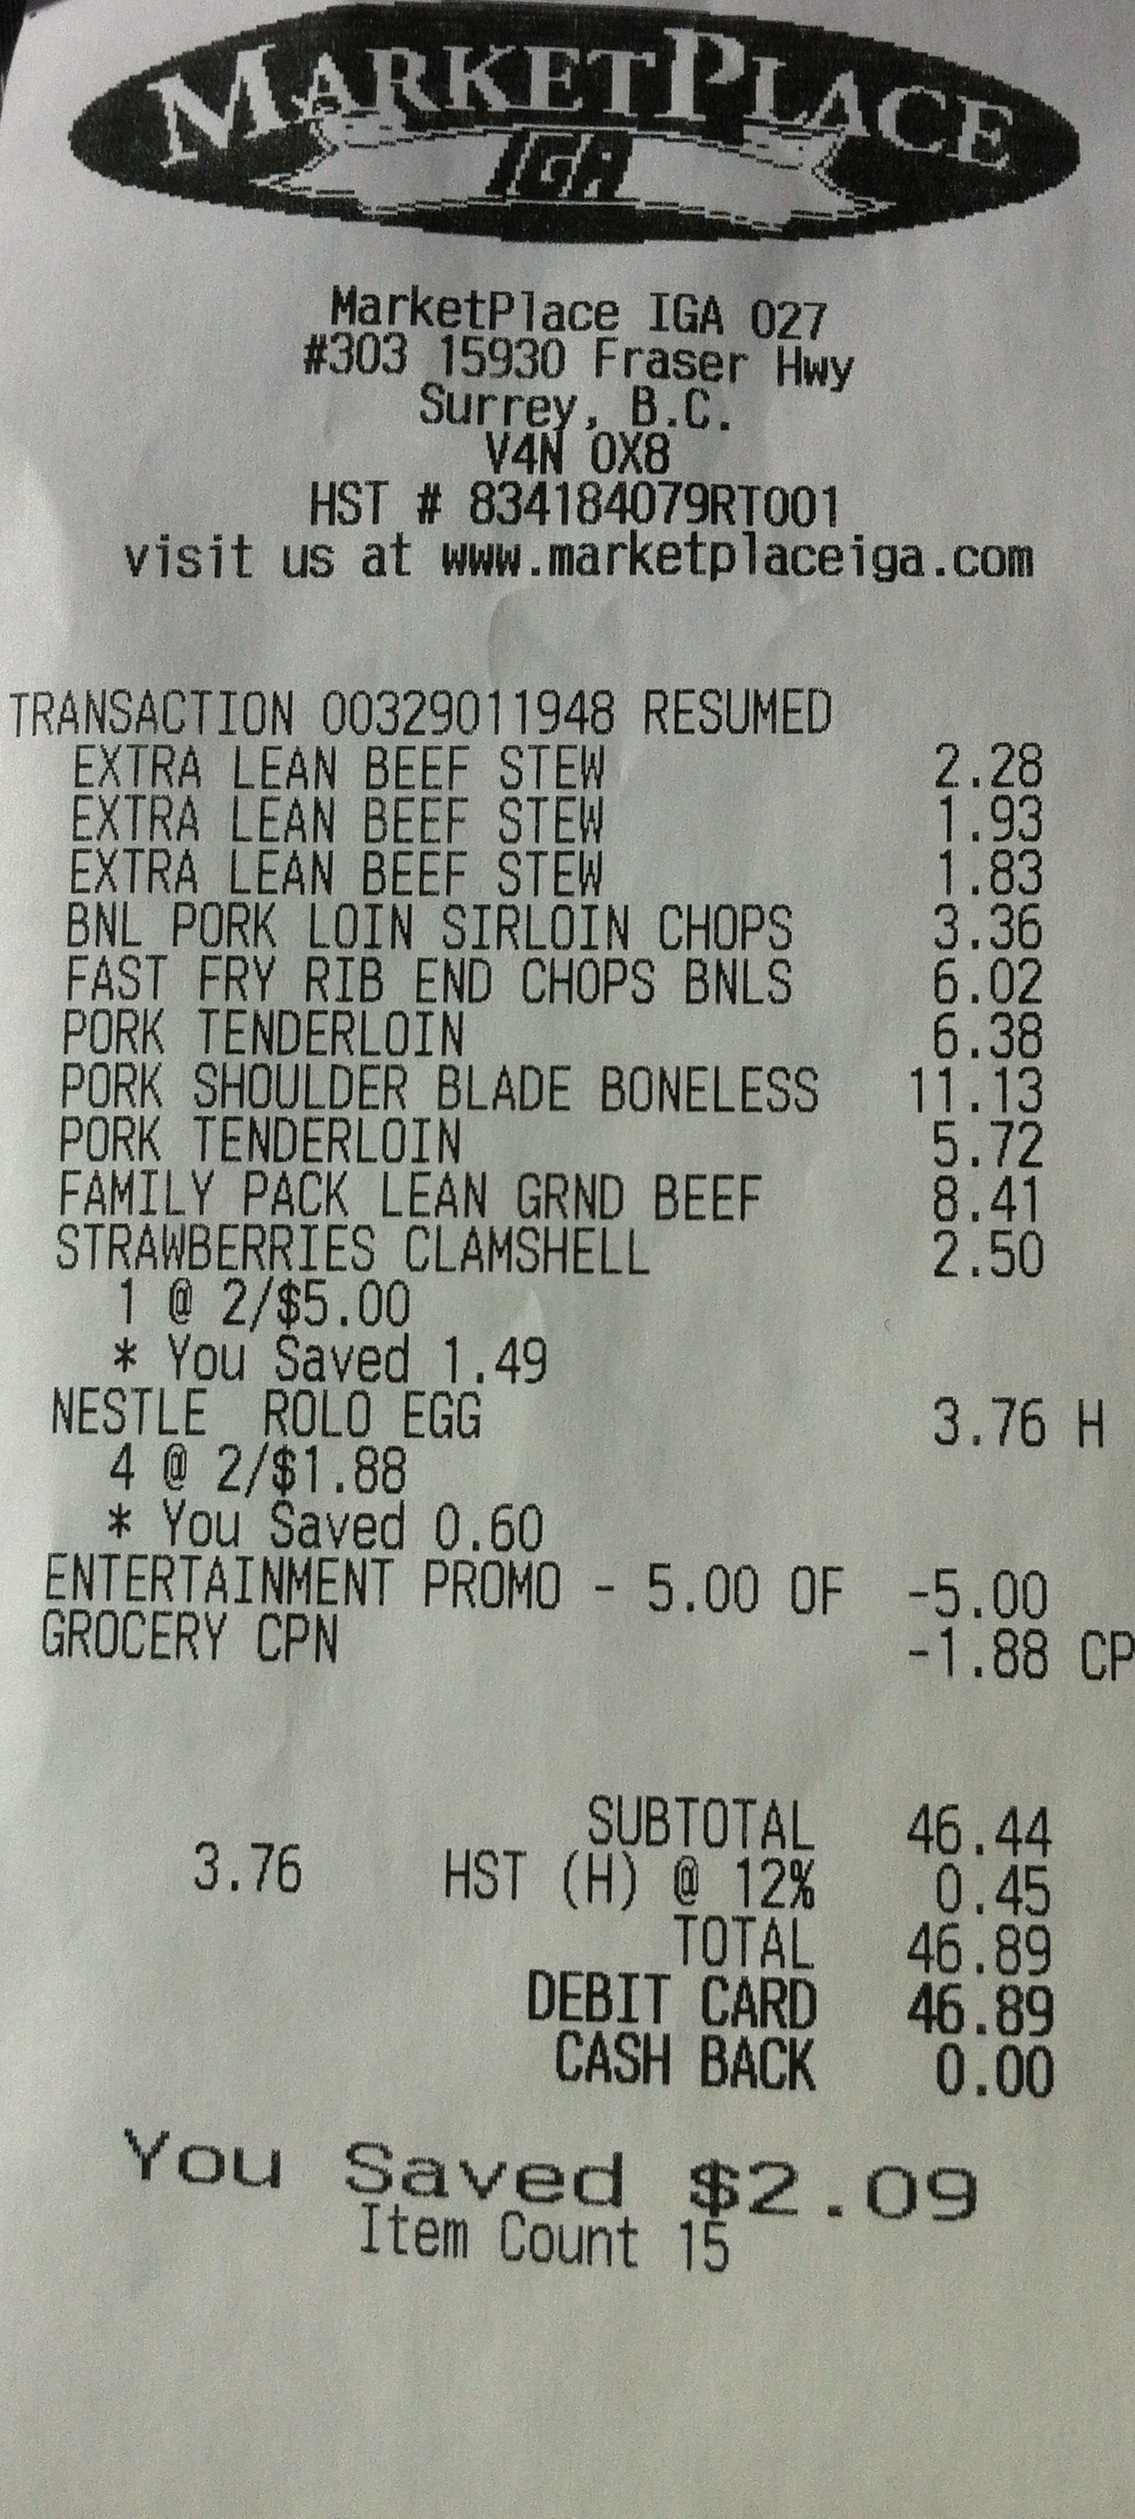 MARKETPLACE
IGA
MarketPlace IGA 027
#303 15930 Fraser Hwy
Surrey, B.C.
V4N 0X8
HST # 834184079RT001
visit us at www.marketplaceiga.com
TRANSACTION 00329011948 RESUMED
EXTRA LEAN BEEF STEW 2.28
EXTRA LEAN BEEF STEW 1.93
EXTRA LEAN BEEF STEW 1.83
BNL PORK LOIN SIRLOIN CHOPS 3.36
FAST FRY RIB END CHOPS BNLS 6.02
PORK TENDERLOIN 6.38
PORK SHOULDER BLADE BONELESS 11.13
PORK TENDERLOIN 5.72
FAMILY PACK LEAN GRND BEEF 8.41
STRAWBERRIES CLAMSHELL 2.50
1 @ 2/$5.00
* You Saved 1.49
NESTLE ROLO EGG 3.76 H
4 @ 2/$1.88
* You Saved 0.60
ENTERTAINMENT PROMO - 5.00 OF -5.00
GROCERY CPN -1.88 CP
SUBTOTAL 46.44
3.76 HST (H) @ 12% 0.45
TOTAL 46.89
DEBIT CARD 46.89
CASH BACK 0.00
You Saved $2.09
Item Count 15